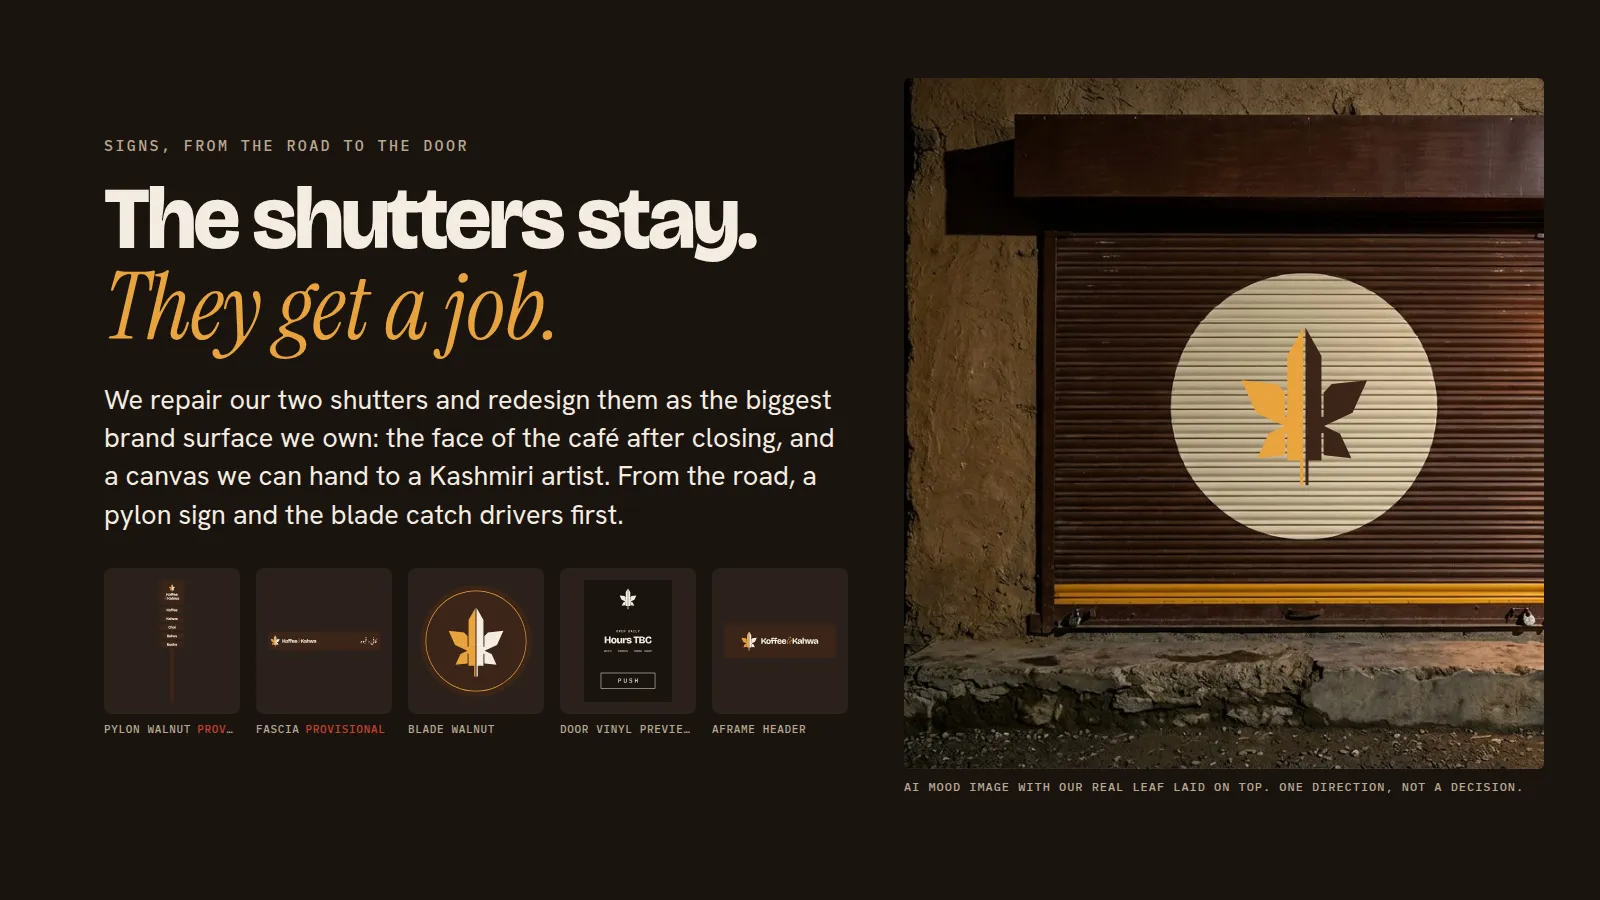 SIGNS, FROM THE ROAD TO THE DOOR
The shutters stay.
They get a job.
We repair our two shutters and redesign them as the biggest
brand surface we own: the face of the café after closing, and
a canvas we can hand to a Kashmiri artist. From the road, a
pylon sign and the blade catch drivers first.
Koffee
Kahwa
Koffee
Kahwa
Koffee&Kahwa
Hours TBC
PUSH
Koffee&Kahwa
PYLON WALNUT PROV…
FASCIA PROVISIONAL
BLADE WALNUT
DOOR VINYL PREVIE…
AFRAME HEADER
AI MOOD IMAGE WITH OUR REAL LEAF LAID ON TOP. ONE DIRECTION, NOT A DECISION.